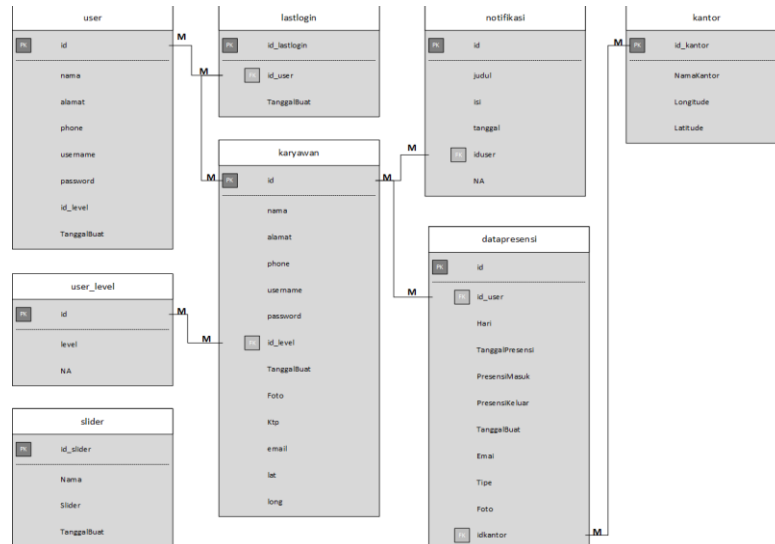 user
PK id
nama
alamat
phone
username
password
id_level
TanggalBuat
user_level
PK id
level
NA
slider
PK id_slider
Nama
Slider
TanggalBuat
lastlogin
PK id_lastlogin
FK id_user
TanggalBuat
karyawan
PK id
nama
alamat
phone
username
password
FK id_level
TanggalBuat
Foto
Ktp
email
lat
long
notifikasi
PK id
judul
isi
tanggal
FK iduser
NA
datapresensi
PK id
FK id_user
Hari
TanggalPresensi
PresensiMasuk
PresensiKeluar
TanggalBuat
Emai
Tipe
Foto
FK idkantor
kantor
PK id_kantor
NamaKantor
Longitude
Latitude
M
M
M
M
M
M
M
M
M